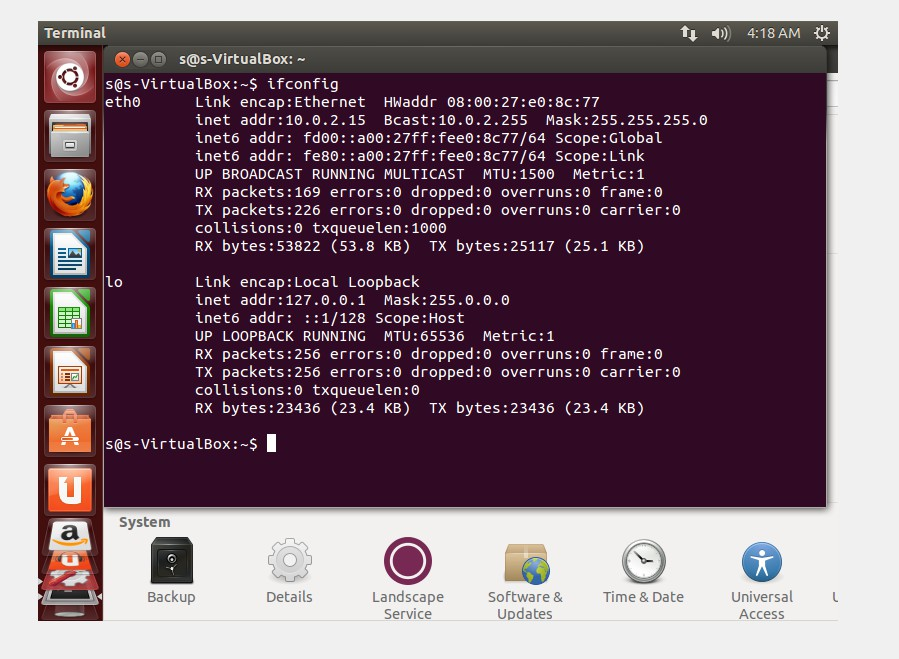 Terminal
4:18 AM
s@s-VirtualBox: ~
s@s-VirtualBox:~$ ifconfig
eth0 Link encap:Ethernet HWaddr 08:00:27:e0:8c:77
inet addr:10.0.2.15 Bcast:10.0.2.255 Mask:255.255.255.0
inet6 addr: fd00::a00:27ff:fee0:8c77/64 Scope:Global
inet6 addr: fe80::a00:27ff:fee0:8c77/64 Scope:Link
UP BROADCAST RUNNING MULTICAST MTU:1500 Metric:1
RX packets:169 errors:0 dropped:0 overruns:0 frame:0
TX packets:226 errors:0 dropped:0 overruns:0 carrier:0
collisions:0 txqueuelen:1000
RX bytes:53822 (53.8 KB) TX bytes:25117 (25.1 KB)
lo Link encap:Local Loopback
inet addr:127.0.0.1 Mask:255.0.0.0
inet6 addr: ::1/128 Scope:Host
UP LOOPBACK RUNNING MTU:65536 Metric:1
RX packets:256 errors:0 dropped:0 overruns:0 frame:0
TX packets:256 errors:0 dropped:0 overruns:0 carrier:0
collisions:0 txqueuelen:0
RX bytes:23436 (23.4 KB) TX bytes:23436 (23.4 KB)
s@s-VirtualBox:~$
System
Backup
Details
Landscape
Service
Software &
Updates
Time & Date
Universal
Access